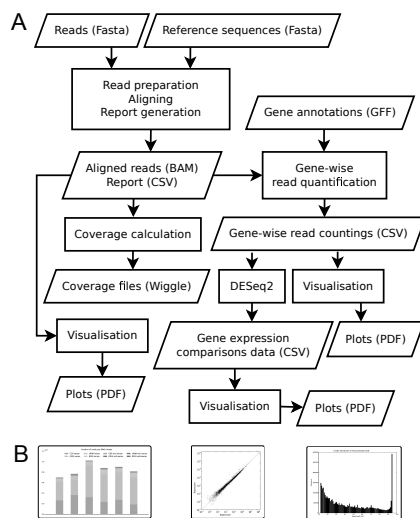 A
Reads (Fasta)
Reference sequences (Fasta)
Read preparation
Aligning
Report generation
Gene annotations (GFF)
Aligned reads (BAM)
Report (CSV)
Gene-wise
read quantification
Coverage calculation
Gene-wise read countings (CSV)
Coverage files (Wiggle)
DESeq2
Visualisation
Visualisation
Gene expression
comparisons data (CSV)
Plots (PDF)
Plots (PDF)
Visualisation
Plots (PDF)
B